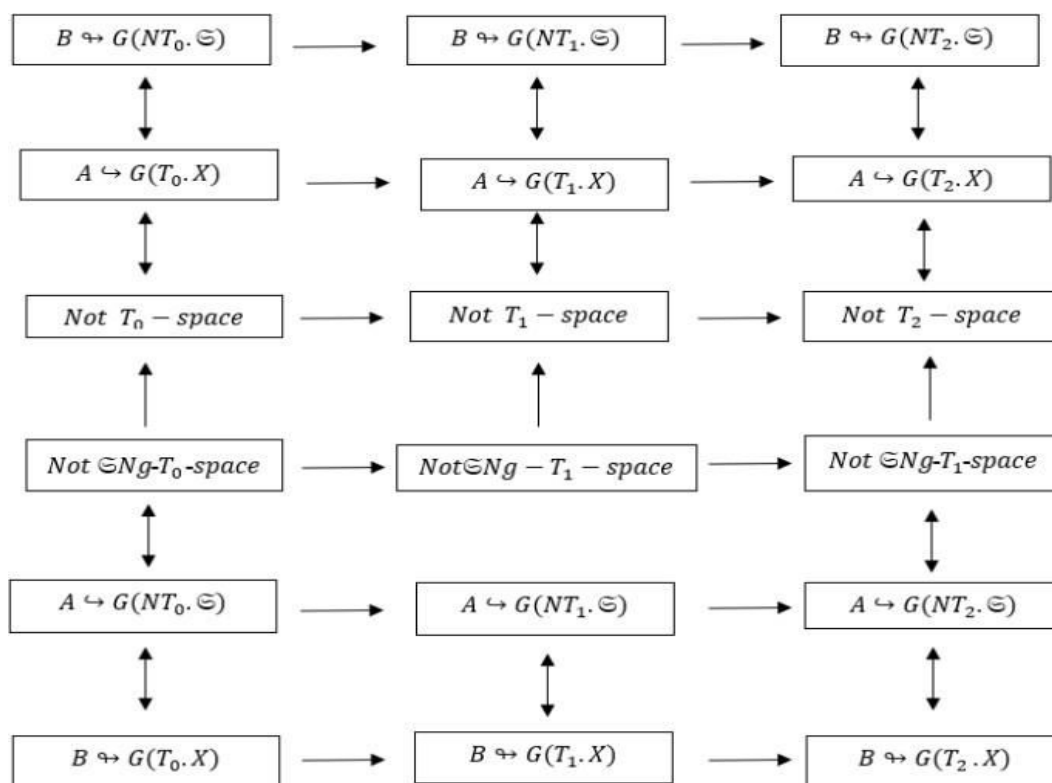 B ↬ G(NT₀. 𝔖)
B ↬ G(NT₁. 𝔖)
B ↬ G(NT₂. 𝔖)
A ↪ G(T₀. X)
A ↪ G(T₁. X)
A ↪ G(T₂. X)
Not T₀ − space
Not T₁ − space
Not T₂ − space
Not 𝔖Ng-T₀-space
Not𝔖Ng − T₁ − space
Not 𝔖Ng-T₁-space
A ↪ G(NT₀. 𝔖)
A ↪ G(NT₁. 𝔖)
A ↪ G(NT₂. 𝔖)
B ↬ G(T₀. X)
B ↬ G(T₁. X)
B ↬ G(T₂. X)